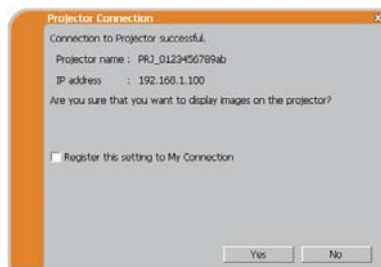 Projector Connection
x
Connection to Projector successful.
Projector name : PRJ_0123456789ab
IP address : 192.168.1.100
Are you sure that you want to display images on the projector?
Register this setting to My Connection
Yes No